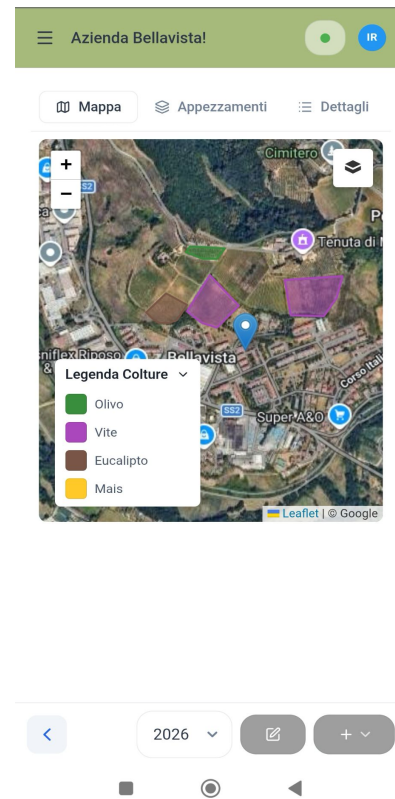 Azienda Bellavista!
IR
Mappa
Appezzamenti
Dettagli
+
−
Cimitero
SS2
Tenuta di
Bellavista
Legenda Colture
Olivo
Vite
Eucalipto
Mais
SS2
Super A&O
Corso Itali
Leaflet | © Google
2026
+